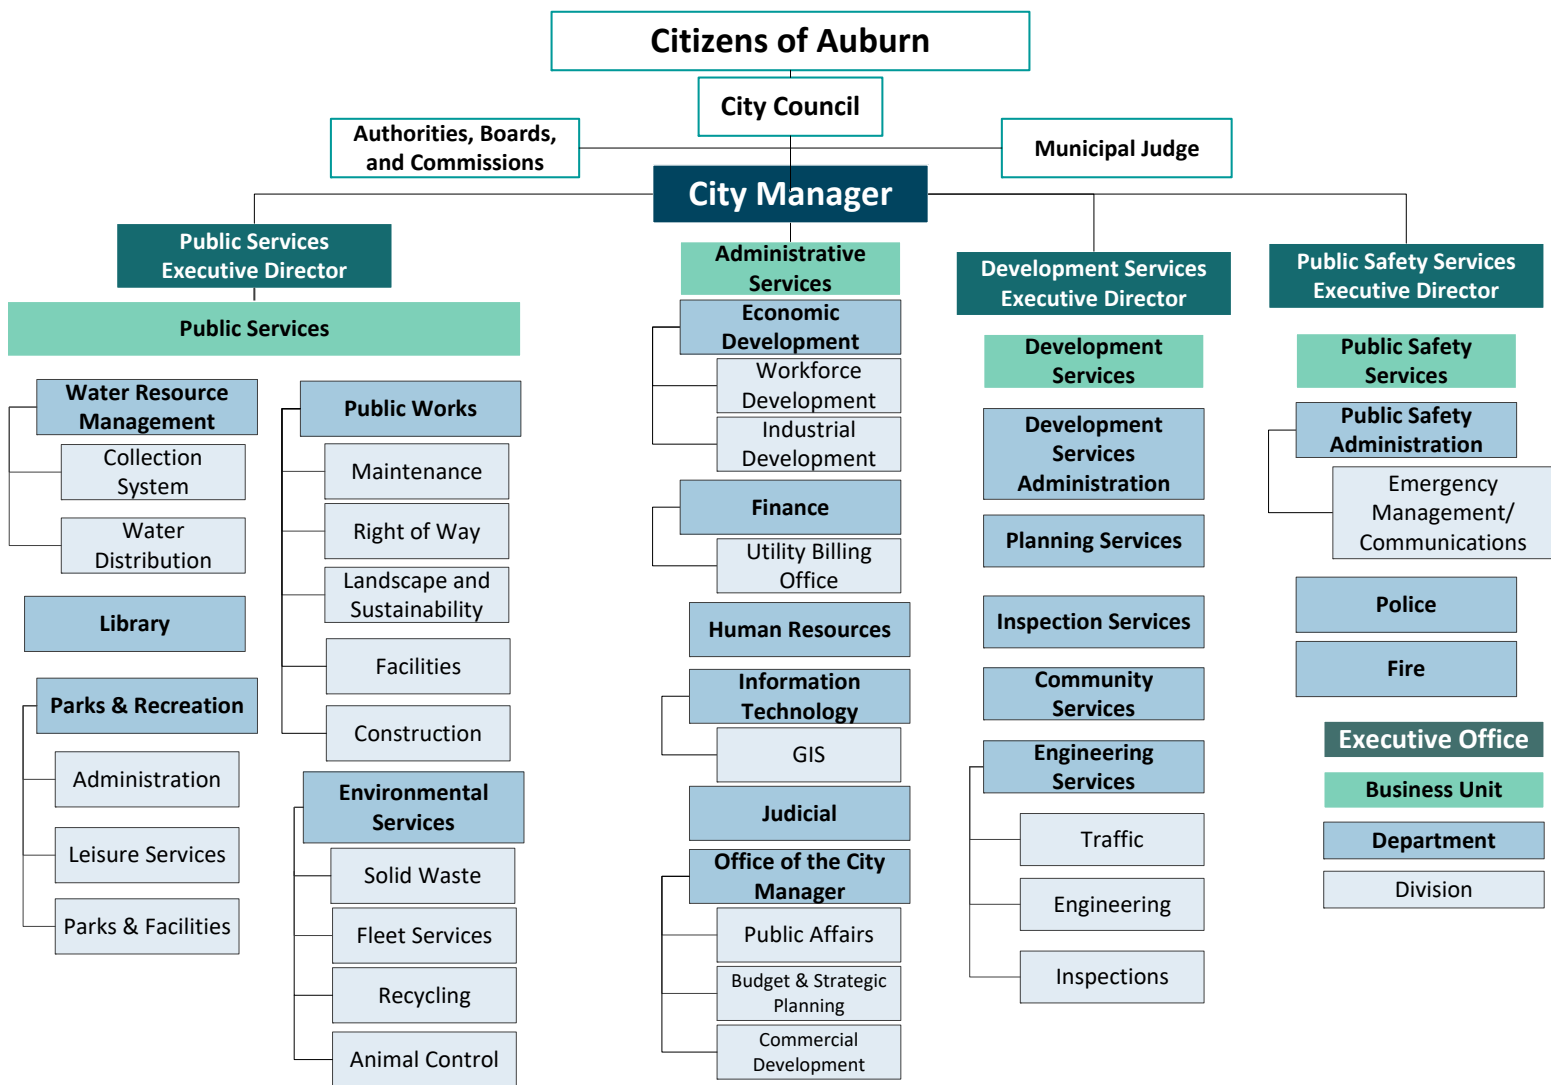 Citizens of Auburn
City Council
Authorities, Boards,
and Commissions
Municipal Judge
City Manager
Public Services
Executive Director
Public Services
Water Resource
Management
Collection
System
Water
Distribution
Library
Parks & Recreation
Administration
Leisure Services
Parks & Facilities
Public Works
Maintenance
Right of Way
Landscape and
Sustainability
Facilities
Construction
Environmental
Services
Solid Waste
Fleet Services
Recycling
Animal Control
Administrative
Services
Economic
Development
Workforce
Development
Industrial
Development
Finance
Utility Billing
Office
Human Resources
Information
Technology
GIS
Judicial
Office of the City
Manager
Public Affairs
Budget & Strategic
Planning
Commercial
Development
Development Services
Executive Director
Development
Services
Development
Services
Administration
Planning Services
Inspection Services
Community
Services
Engineering
Services
Traffic
Engineering
Inspections
Public Safety Services
Executive Director
Public Safety
Services
Public Safety
Administration
Emergency
Management/
Communications
Police
Fire
Executive Office
Business Unit
Department
Division